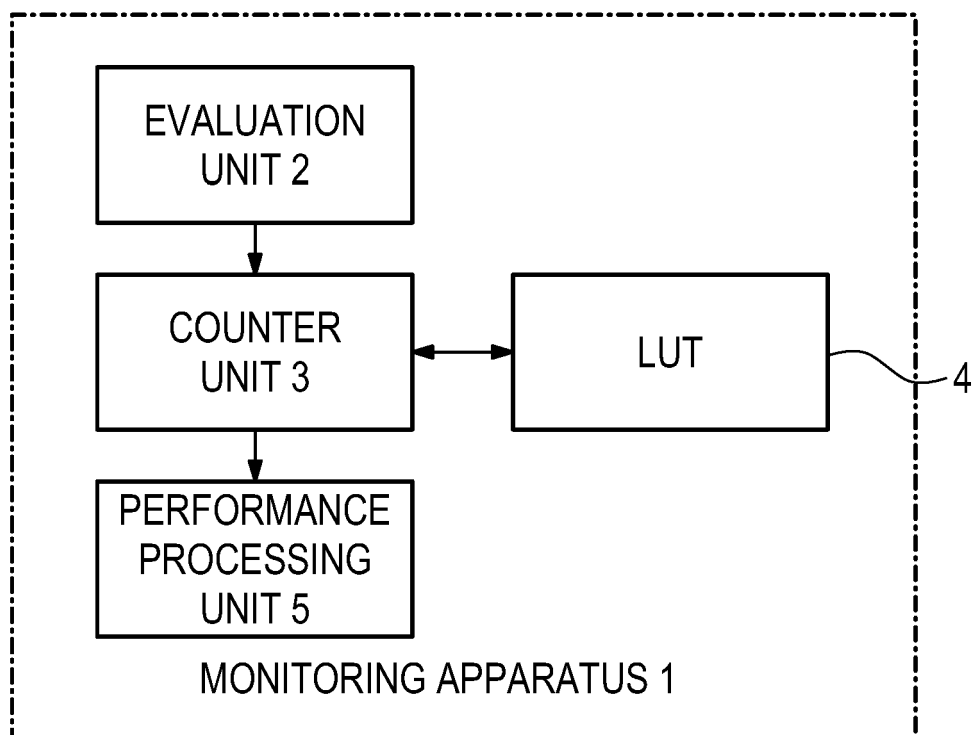 EVALUATION
UNIT 2
COUNTER
UNIT 3
LUT
4
PERFORMANCE
PROCESSING
UNIT 5
MONITORING APPARATUS 1